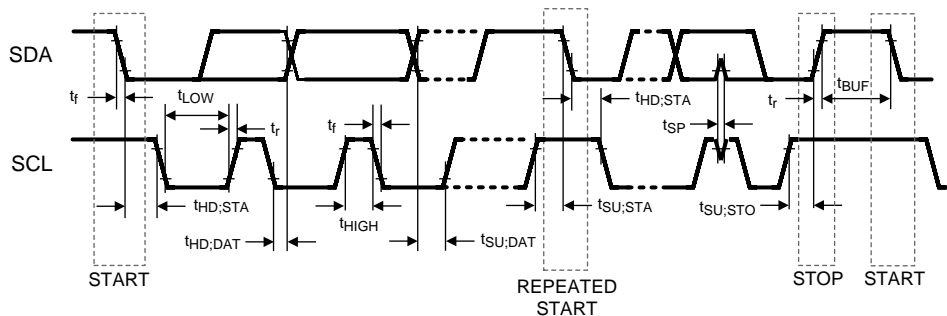 SDA
tf
tLOW
tr
tf
tHD;STA
tSP
tr
tBUF
SCL
tHD;STA
tHD;DAT
tHIGH
tSU;DAT
tSU;STA
tSU;STO
START
REPEATED
START
STOP
START